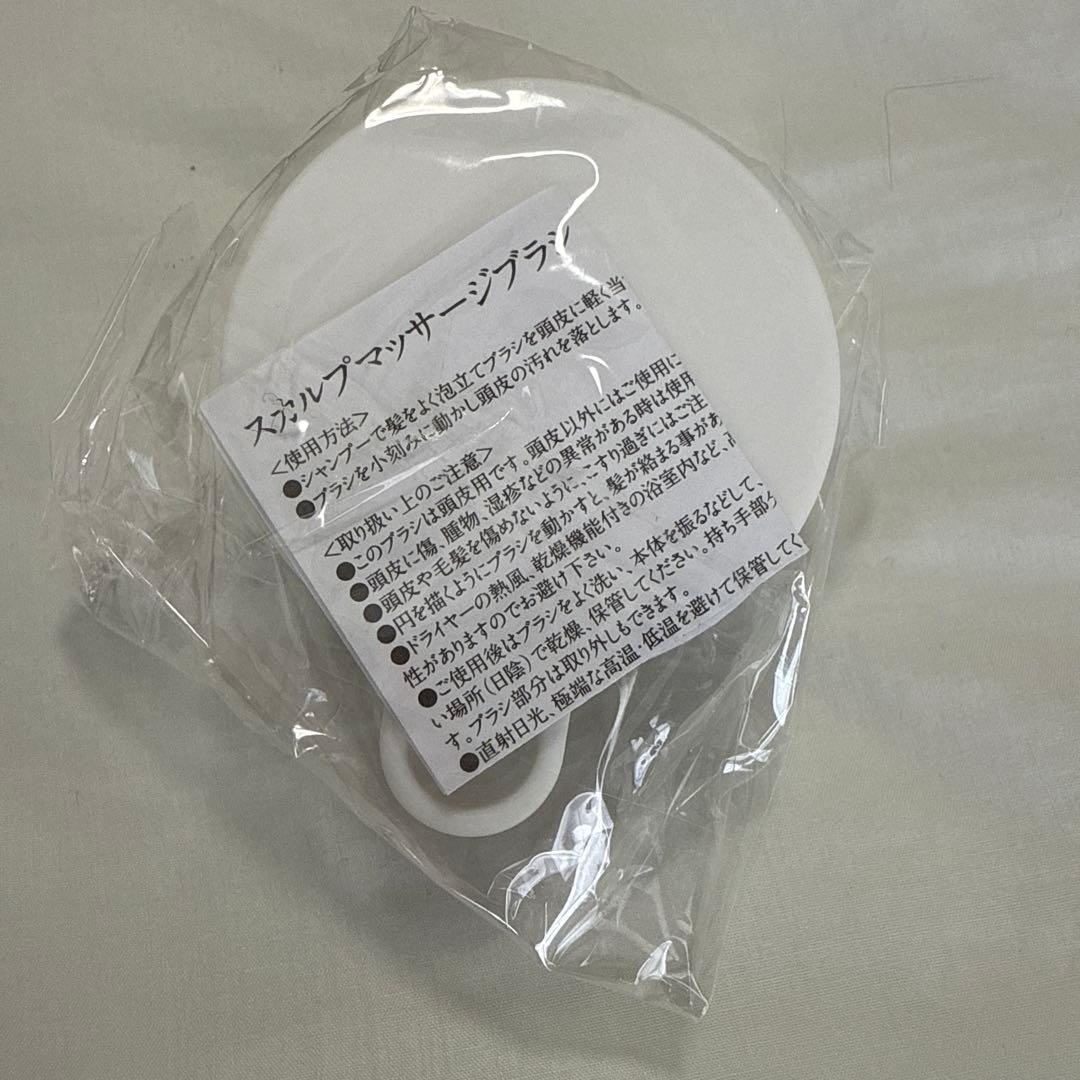 スカルプマッサージブラシ
<使用方法>
●シャンプーで髪をよく泡立てブラシを頭皮に軽く当
●ブラシを小刻みに動かし頭皮の汚れを落とします。
<取り扱い上のご注意>
●このブラシは頭皮用です。頭皮以外にはご使用に
●頭皮に傷、腫物、湿疹などの異常がある時は使用
●頭皮や毛髪を傷めないように、こすり過ぎにはご注
●円を描くようにブラシを動かすと、髪が絡まる事があ
●ドライヤーの熱風、乾燥機能付きの浴室内など、
性がありますのでお避け下さい。
●ご使用後はブラシをよく洗い、本体を振るなどして、
い場所(日陰)で乾燥、保管してください。持ち手部分
す。ブラシ部分は取り外しもできます。
●直射日光、極端な高温・低温を避けて保管してく